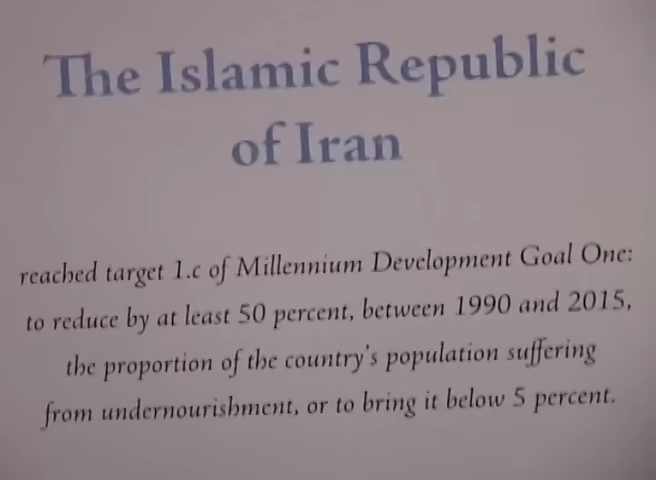 The Islamic Republic
of Iran
reached target 1.c of Millennium Development Goal One:
to reduce by at least 50 percent, between 1990 and 2015,
the proportion of the country's population suffering
from undernourishment, or to bring it below 5 percent.